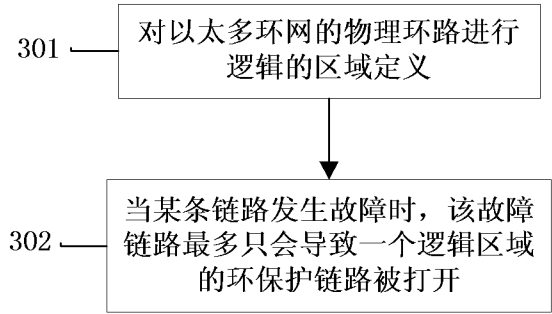 301
对以太多环网的物理环路进行
逻辑的区域定义
302
当某条链路发生故障时，该故障
链路最多只会导致一个逻辑区域
的环保护链路被打开